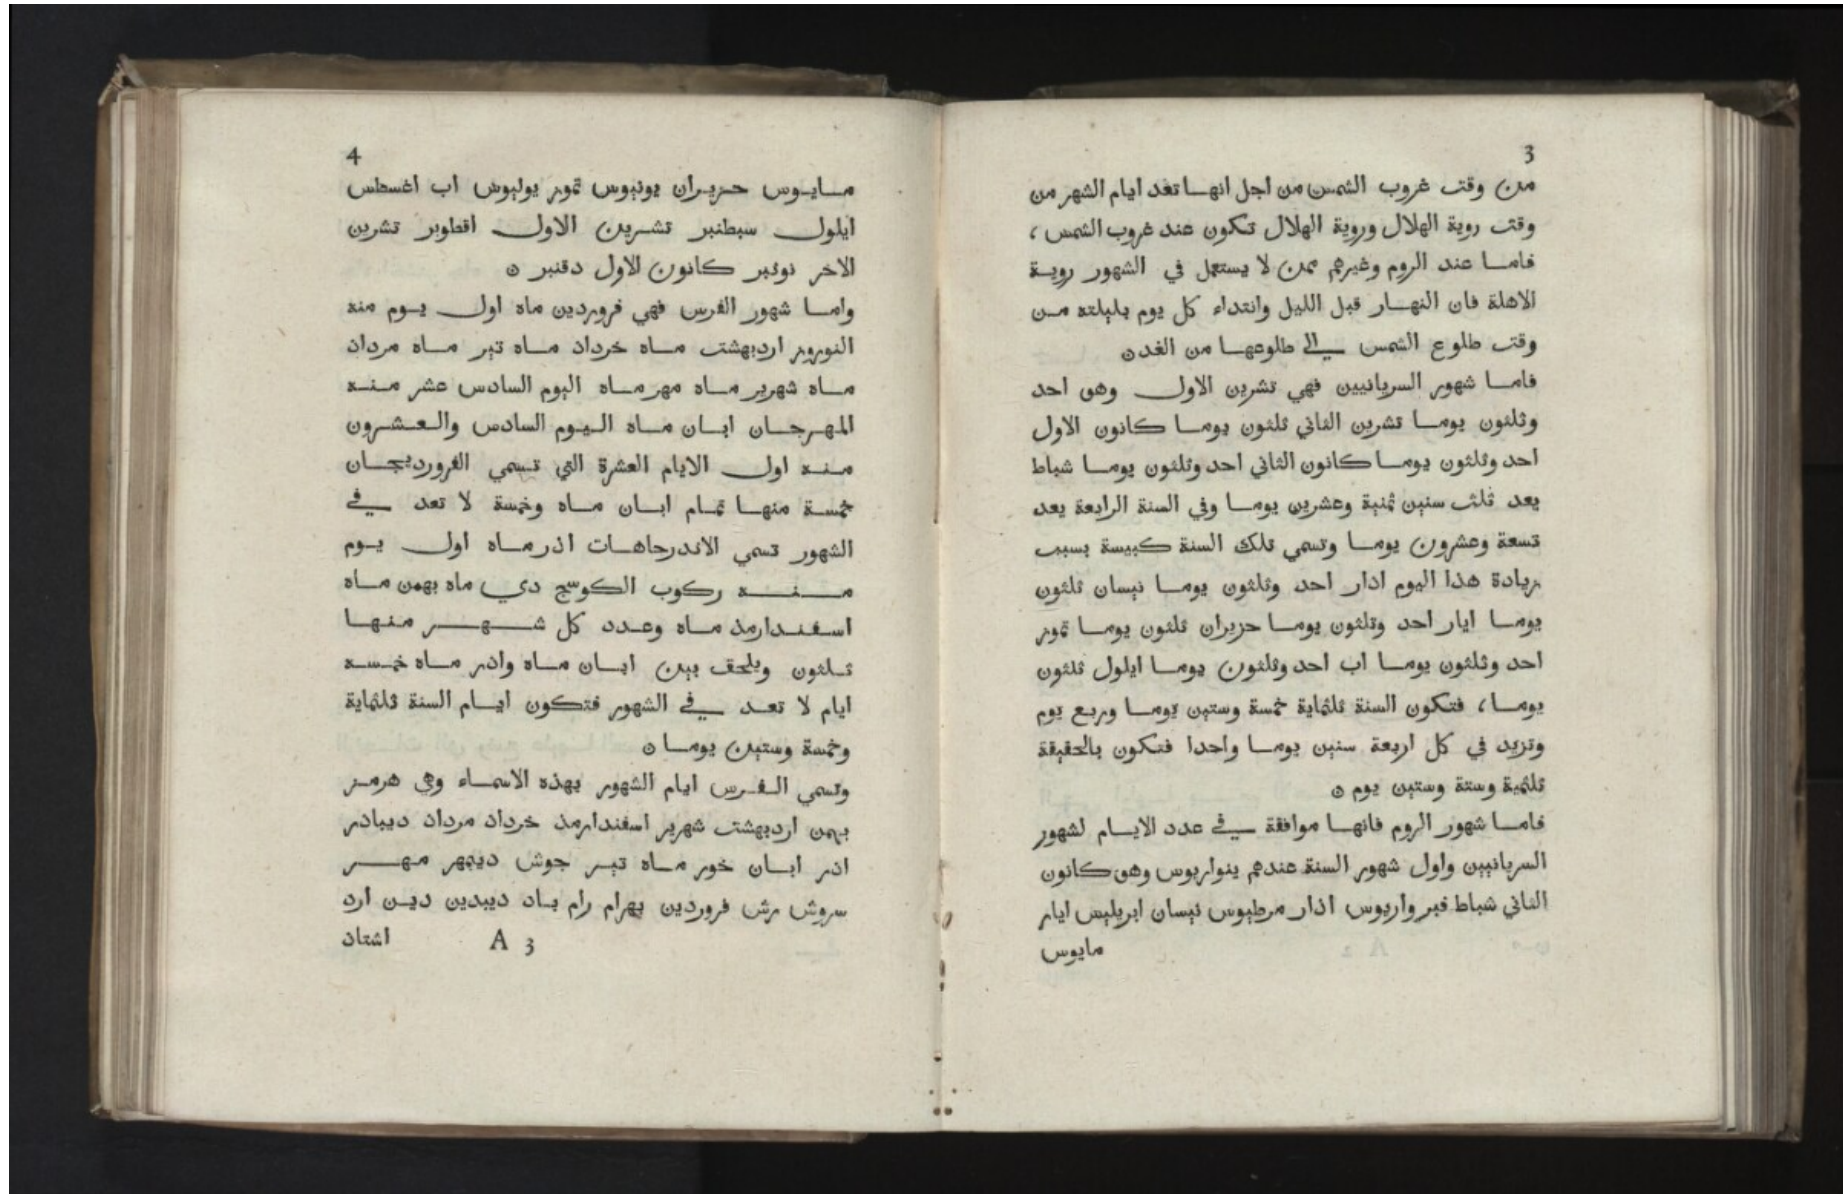 3
من وقت غروب الشمس من اجل انها تعد ايام الشهر من
وقت روية الهلال وروية الهلال تكون عند غروب الشمس ،
فاما عند الروم وغيرهم ممن لا يستعمل في الشهور روية
الاهلة فان النهار قبل الليل وانتداء كل يوم بليلته من
وقت طلوع الشمس الي طلوعها من الغد ٥
فاما شهور السريانيين فهي تشرين الاول وهو احد
وثلثون يوما تشرين الثاني ثلثون يوما كانون الاول
احد وثلثون يوما كانون الثاني احد وثلثون يوما شباط
يعد ثلث سنين ثمنية وعشرين يوما وفي السنة الرابعة يعد
تسعة وعشرون يوما وتسمي تلك السنة كبيسة بسبب
زيادة هذا اليوم ادار احد وثلثون يوما نيسان ثلثون
يوما ايار احد وثلثون يوما حزيران ثلثون يوما تموز
احد وثلثون يوما اب احد وثلثون يوما ايلول ثلثون
يوما ، فتكون السنة ثلثماية خمسة وستين يوما وربع يوم
وتزيد في كل اربعة سنين يوما واحدا فتكون بالحقيقة
ثلثمية وستة وستين يوم ٥
فاما شهور الروم فانها موافقة في عدد الايام لشهور
السريانيين واول شهور السنة عندهم ينواريوس وهو كانون
الثاني شباط فبرواريوس اذار مرطيوس نيسان ابريليس ايار
مايوس
4
مايوس حزيران يونيوس تموز يوليوس اب اغسطس
ايلول سبطنبر تشرين الاول اقطوبر تشرين
الاخر نونبر كانون الاول دقنبر ٥
واما شهور الفرس فهي فروردين ماه اول يوم منه
النوروز اردبهشت ماه خرداد ماه تير ماه مرداد
ماه شهرير ماه مهر ماه اليوم السادس عشر منه
المهرجان ابان ماه اليوم السادس والعشرون
منه اول الايام العشرة التي تسمي الفرورديجان
خمسة منها تمام ابان ماه وخمسة لا تعد في
الشهور تسمي الاندرجاهات اذر ماه اول يوم
منه ركوب الكوسج دي ماه بهمن ماه
اسفندارمذ ماه وعدد كل شهر منها
ثلثون ويلحق بين ابان ماه واذر ماه خمسه
ايام لا تعد في الشهور فتكون ايام السنة ثلثماية
وخمسة وستين يوما ٥
وتسمي الفرس ايام الشهور بهذه الاسماء وهي هرمز
بهمن اردبهشت شهرير اسفندارمذ خرداد مرداد ديباذر
اذر ابان خور ماه تير جوش ديبمهر مهر
سروش رش فروردين بهرام رام باد ديبدين دين ارد
A 3 اشتاد